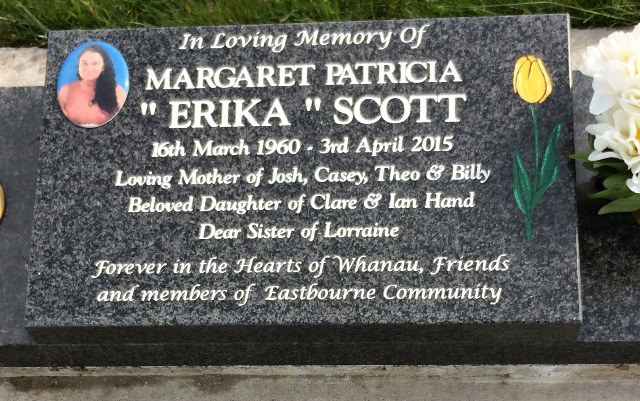 In Loving Memory Of
MARGARET PATRICIA
" ERIKA " SCOTT
16th March 1960 - 3rd April 2015
Loving Mother of Josh, Casey, Theo & Billy
Beloved Daughter of Clare & Ian Hand
Dear Sister of Lorraine
Forever in the Hearts of Whanau, Friends
and members of Eastbourne Community